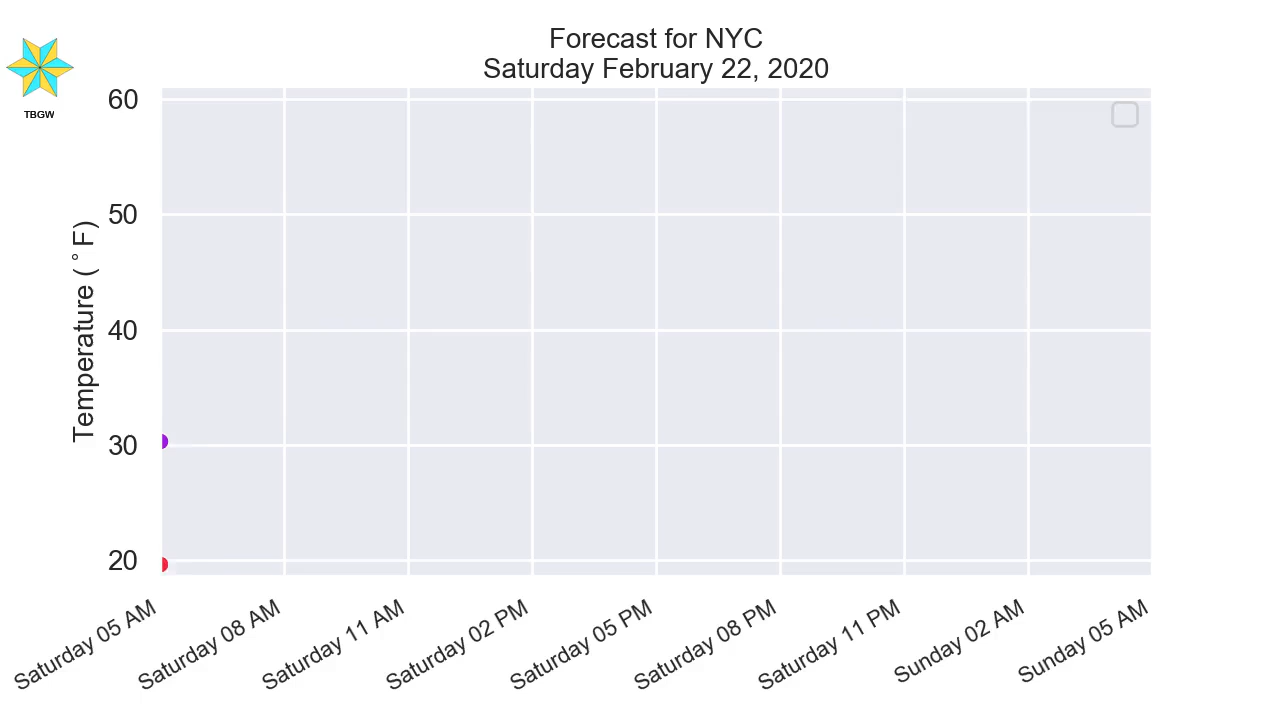 Forecast for NYC
Saturday February 22, 2020
TBGW
Temperature (°F)
60
50
40
30
20
Saturday 05 AM
Saturday 08 AM
Saturday 11 AM
Saturday 02 PM
Saturday 05 PM
Saturday 08 PM
Saturday 11 PM
Sunday 02 AM
Sunday 05 AM